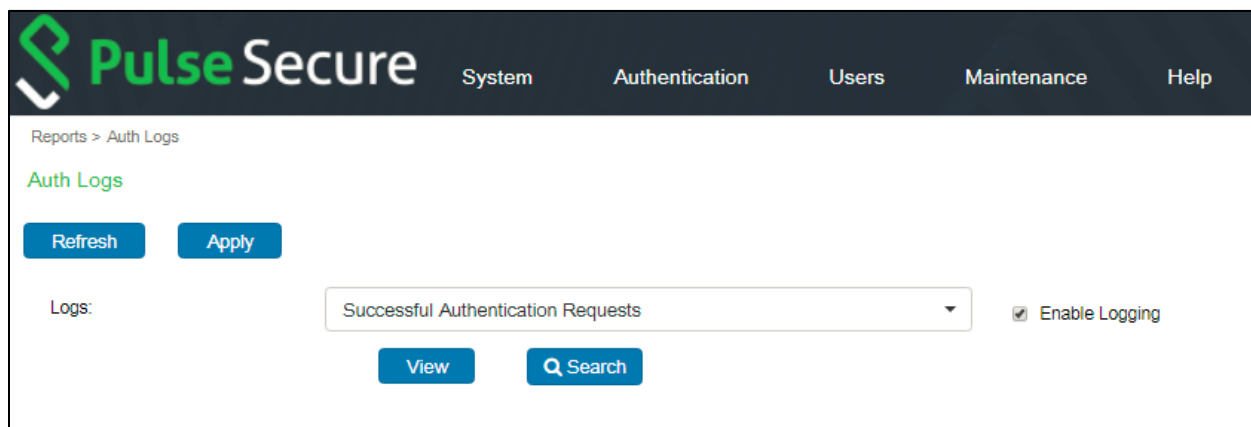 Pulse Secure System Authentication Users Maintenance Help
Reports > Auth Logs
Auth Logs
Refresh Apply
Logs: Successful Authentication Requests Enable Logging
View Search